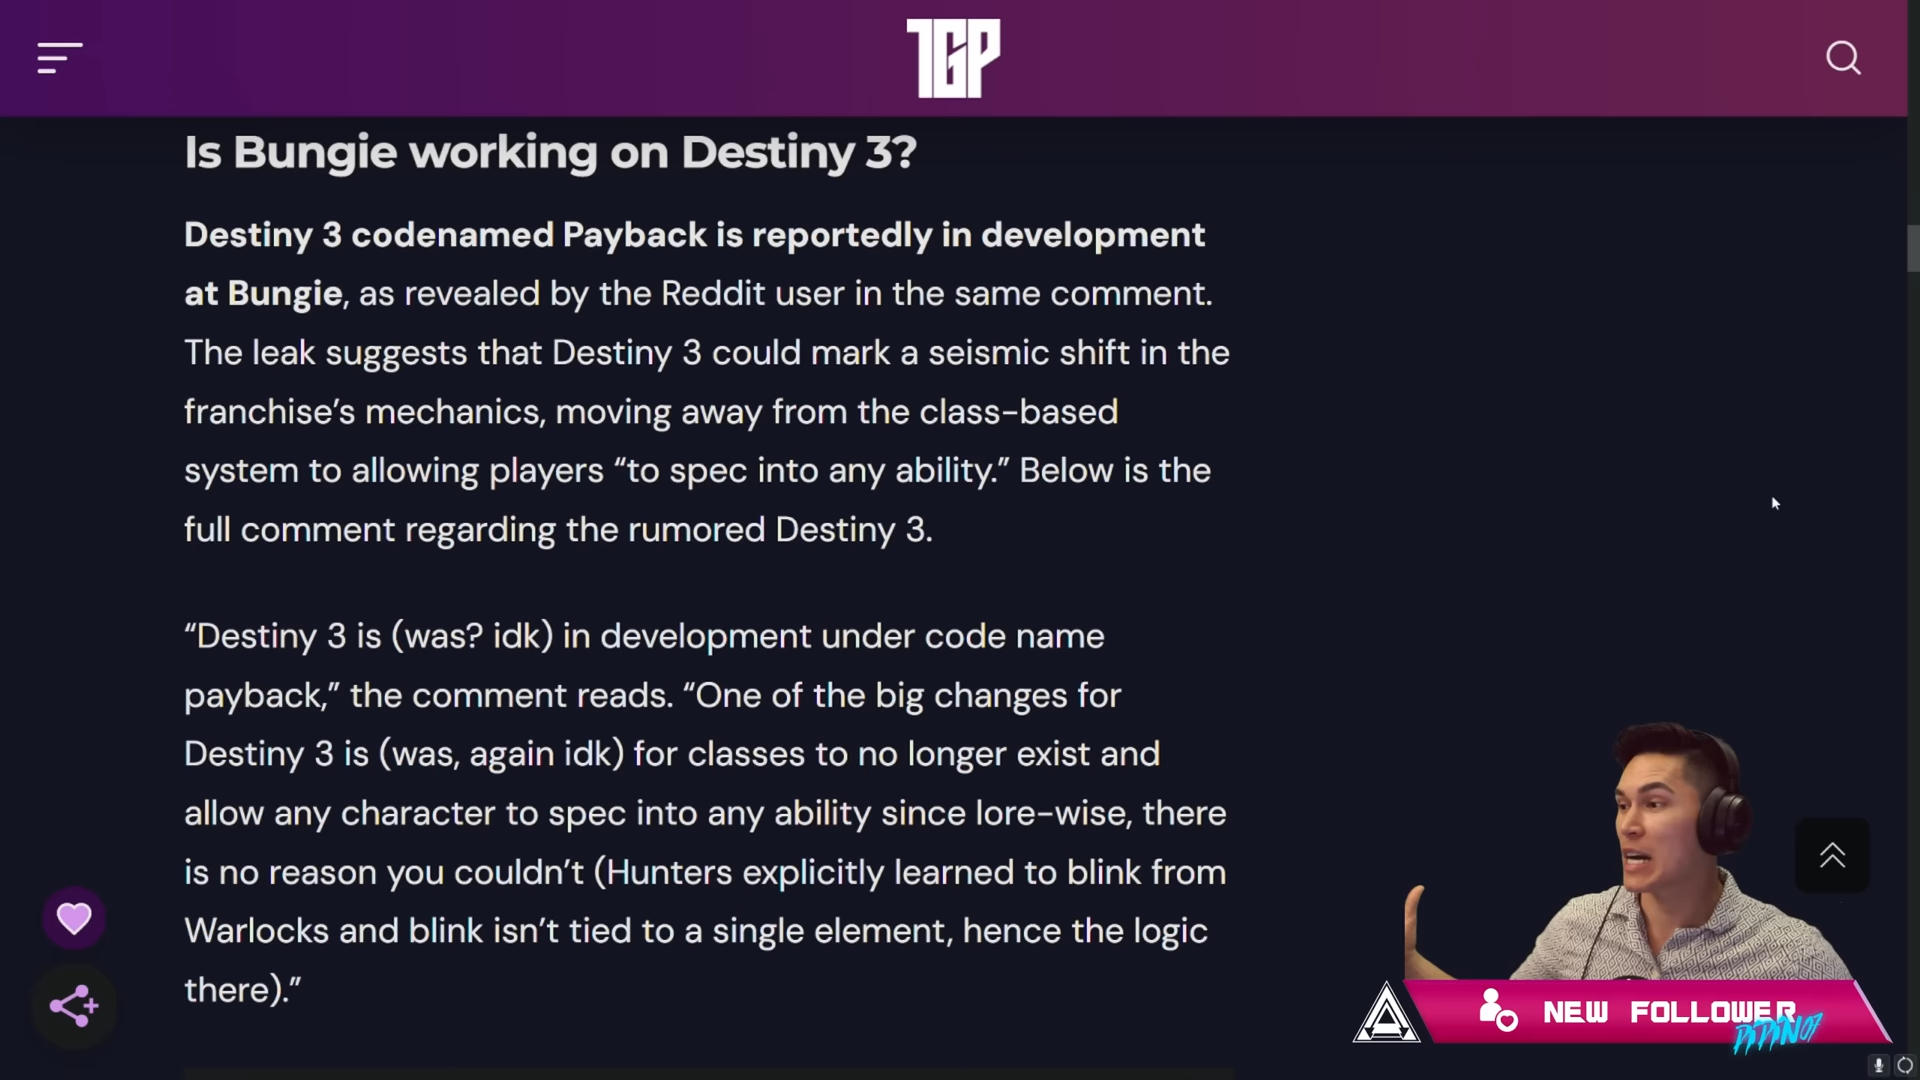 TGP
Is Bungie working on Destiny 3?
Destiny 3 codenamed Payback is reportedly in development
at Bungie, as revealed by the Reddit user in the same comment.
The leak suggests that Destiny 3 could mark a seismic shift in the
franchise’s mechanics, moving away from the class-based
system to allowing players “to spec into any ability.” Below is the
full comment regarding the rumored Destiny 3.
“Destiny 3 is (was? idk) in development under code name
payback,” the comment reads. “One of the big changes for
Destiny 3 is (was, again idk) for classes to no longer exist and
allow any character to spec into any ability since lore-wise, there
is no reason you couldn’t (Hunters explicitly learned to blink from
Warlocks and blink isn’t tied to a single element, hence the logic
there).”
NEW FOLLOWER